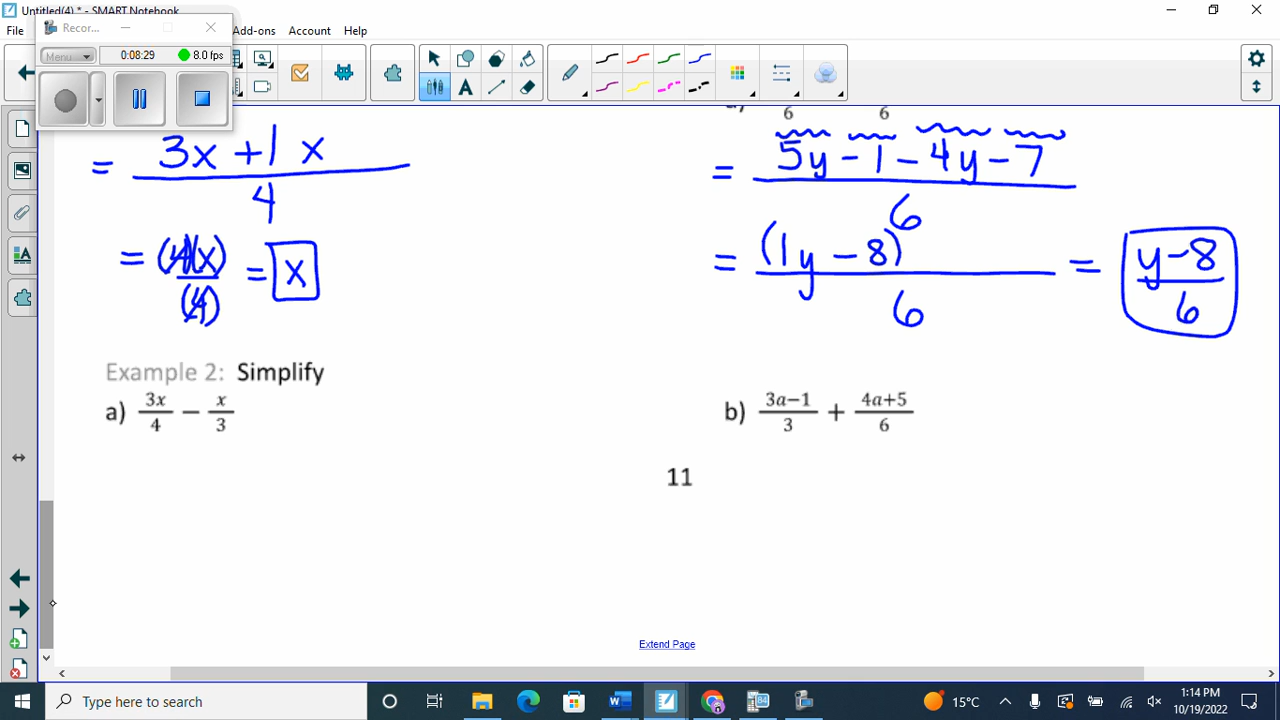 Untitled(4) * - SMART Notebook
File
Add-ons Account Help
Recor...
Menu
0:08:29
8.0 fps
6 6
= 3x + 1 x / 4
= (4)(x) / (4) = x
= 5y - 1 - 4y - 7 / 6
= (1y - 8) / 6 = y - 8 / 6
Example 2: Simplify
a) 3x/4 − x/3
b) 3a−1/3 + 4a+5/6
11
Extend Page
Type here to search
15°C
1:14 PM
10/19/2022